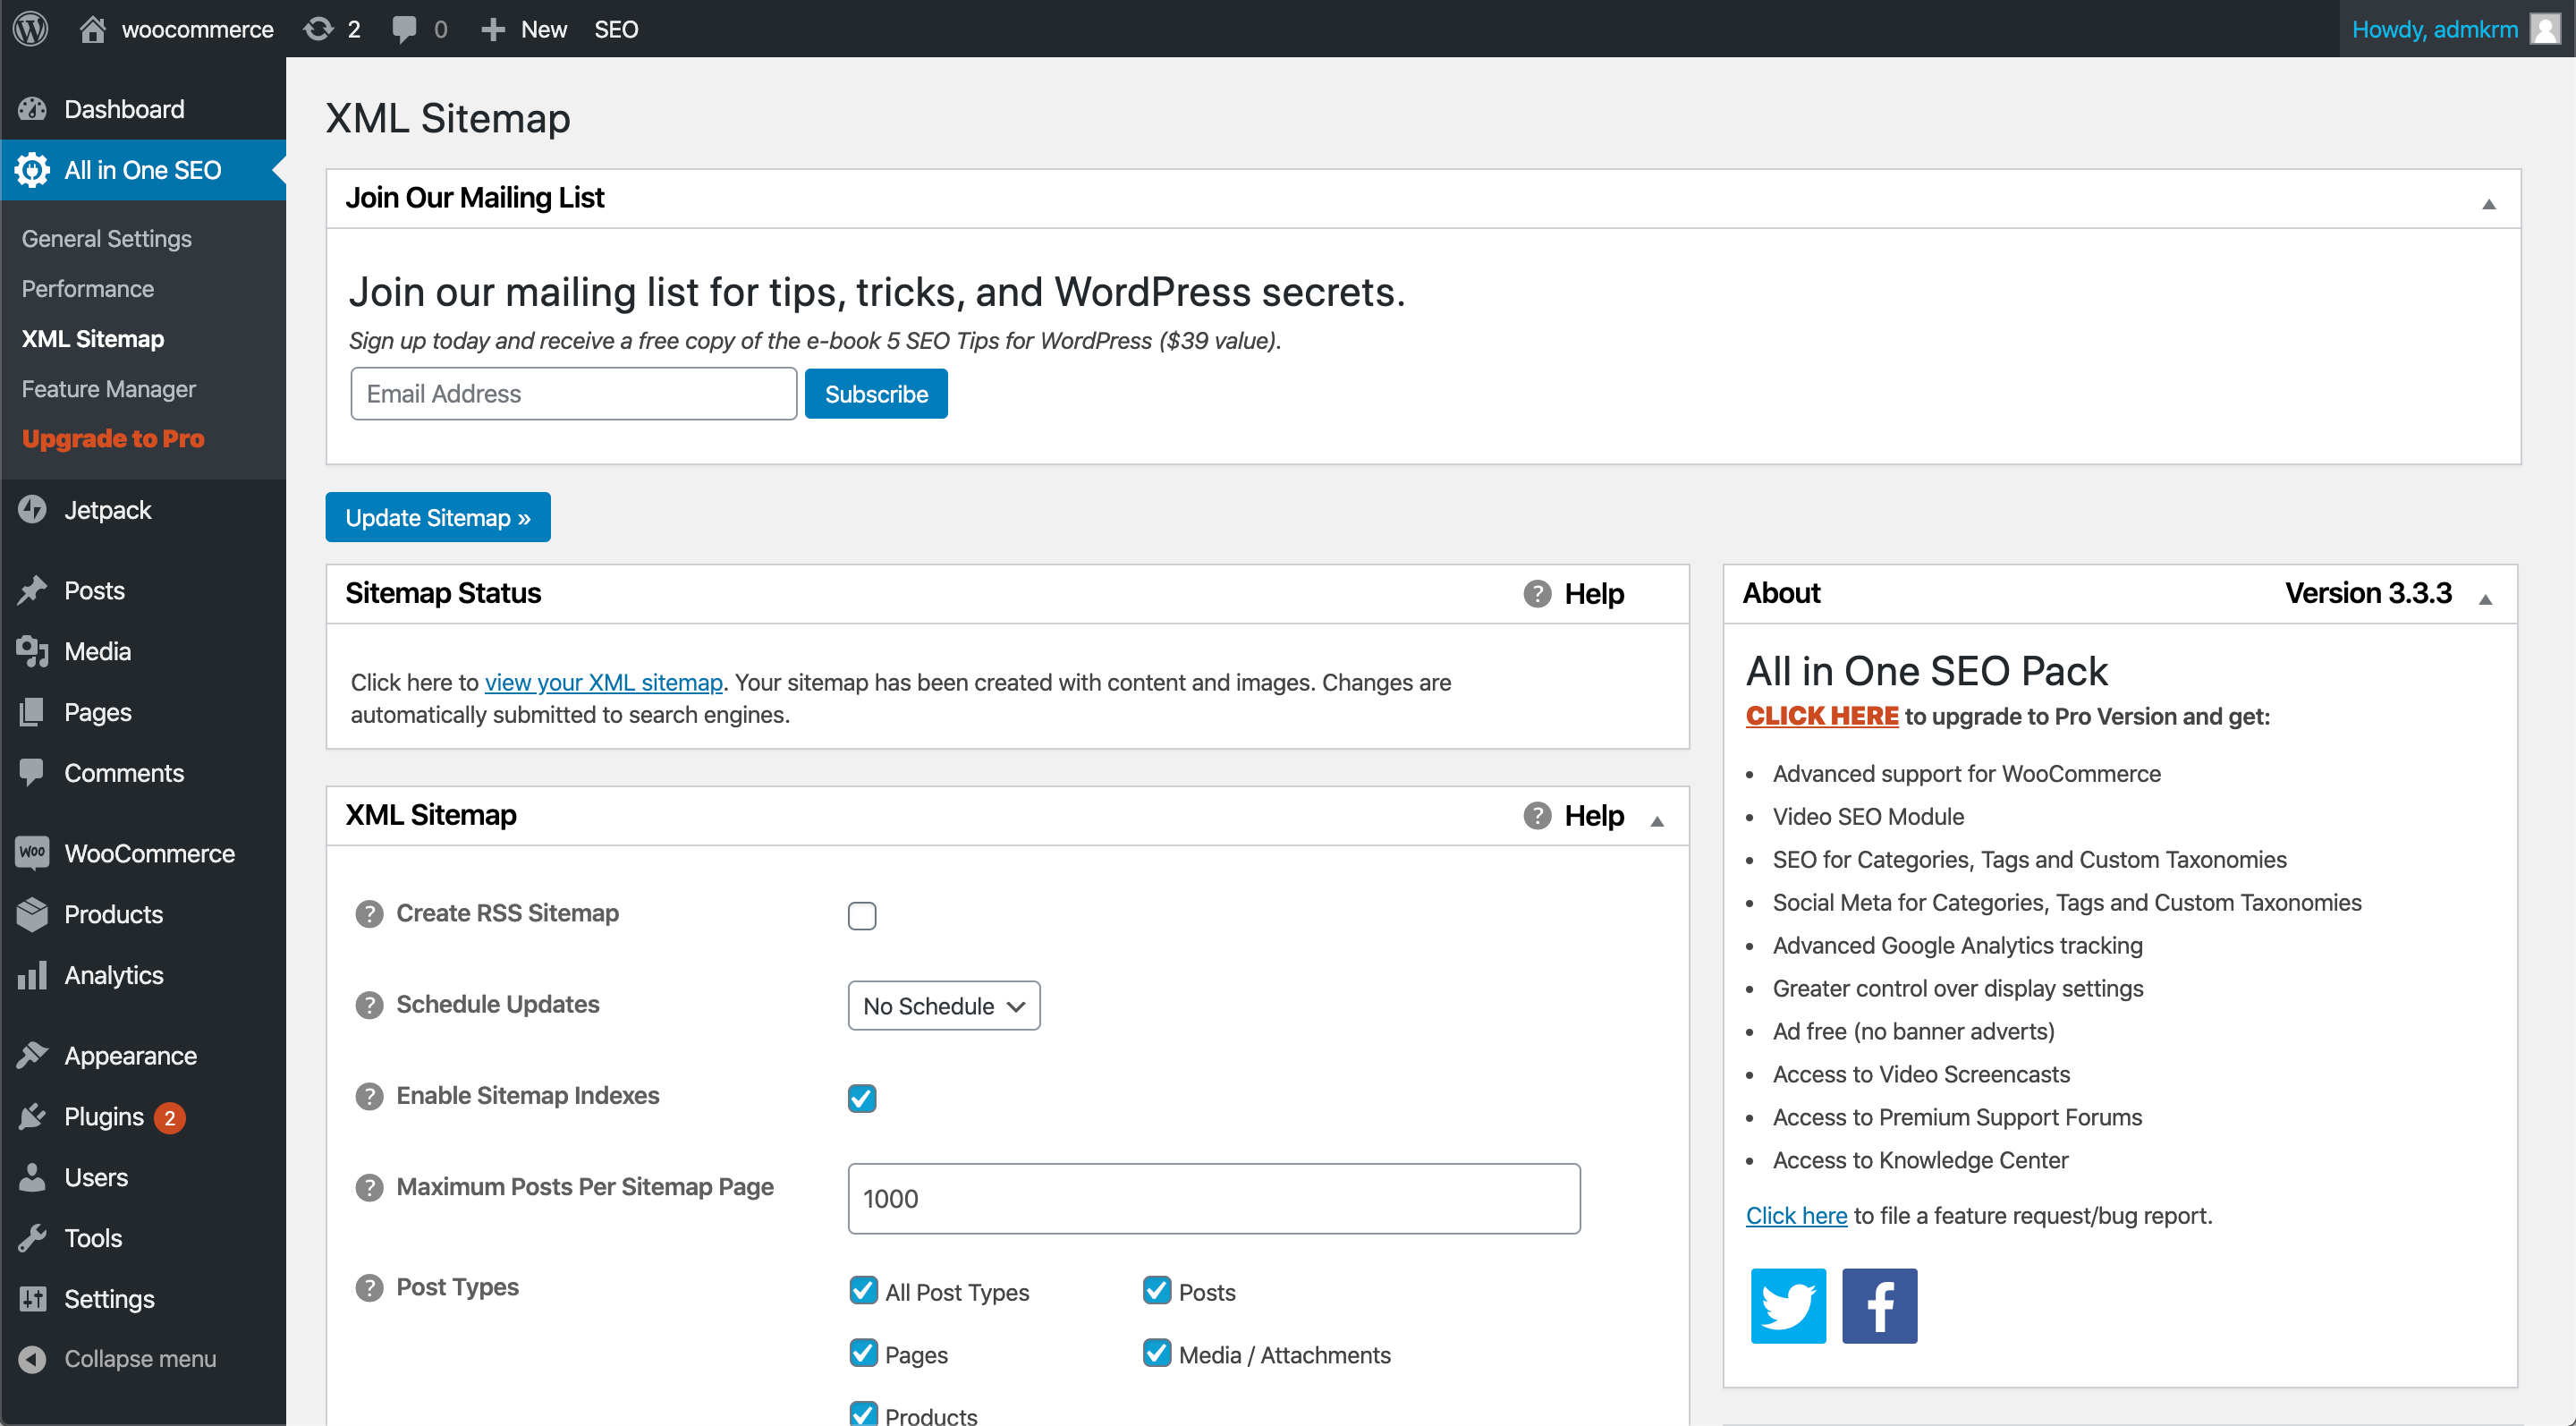 woocommerce 2 0 New SEO Howdy, admkrm
Dashboard
All in One SEO
General Settings
Performance
XML Sitemap
Feature Manager
Upgrade to Pro
Jetpack
Posts
Media
Pages
Comments
Woo WooCommerce
Products
Analytics
Appearance
Plugins 2
Users
Tools
Settings
Collapse menu
XML Sitemap
Join Our Mailing List
Join our mailing list for tips, tricks, and WordPress secrets.
Sign up today and receive a free copy of the e-book 5 SEO Tips for WordPress ($39 value).
Email Address Subscribe
Update Sitemap »
Sitemap Status ? Help
Click here to view your XML sitemap. Your sitemap has been created with content and images. Changes are
automatically submitted to search engines.
XML Sitemap ? Help
? Create RSS Sitemap
? Schedule Updates No Schedule
? Enable Sitemap Indexes
? Maximum Posts Per Sitemap Page 1000
? Post Types All Post Types Posts
Pages Media / Attachments
Products
About Version 3.3.3
All in One SEO Pack
CLICK HERE to upgrade to Pro Version and get:
• Advanced support for WooCommerce
• Video SEO Module
• SEO for Categories, Tags and Custom Taxonomies
• Social Meta for Categories, Tags and Custom Taxonomies
• Advanced Google Analytics tracking
• Greater control over display settings
• Ad free (no banner adverts)
• Access to Video Screencasts
• Access to Premium Support Forums
• Access to Knowledge Center
Click here to file a feature request/bug report.